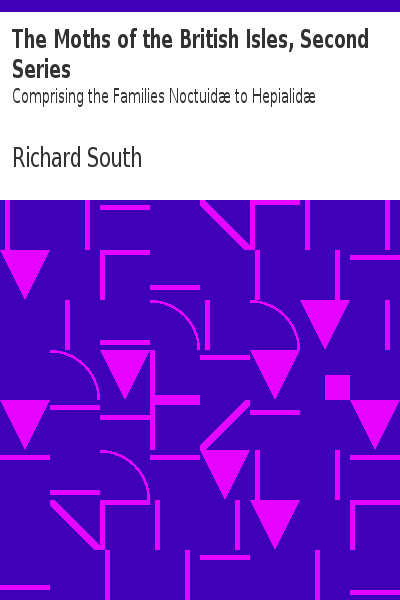 The Moths of the British Isles, Second
Series
Comprising the Families Noctuidæ to Hepialidæ
Richard South